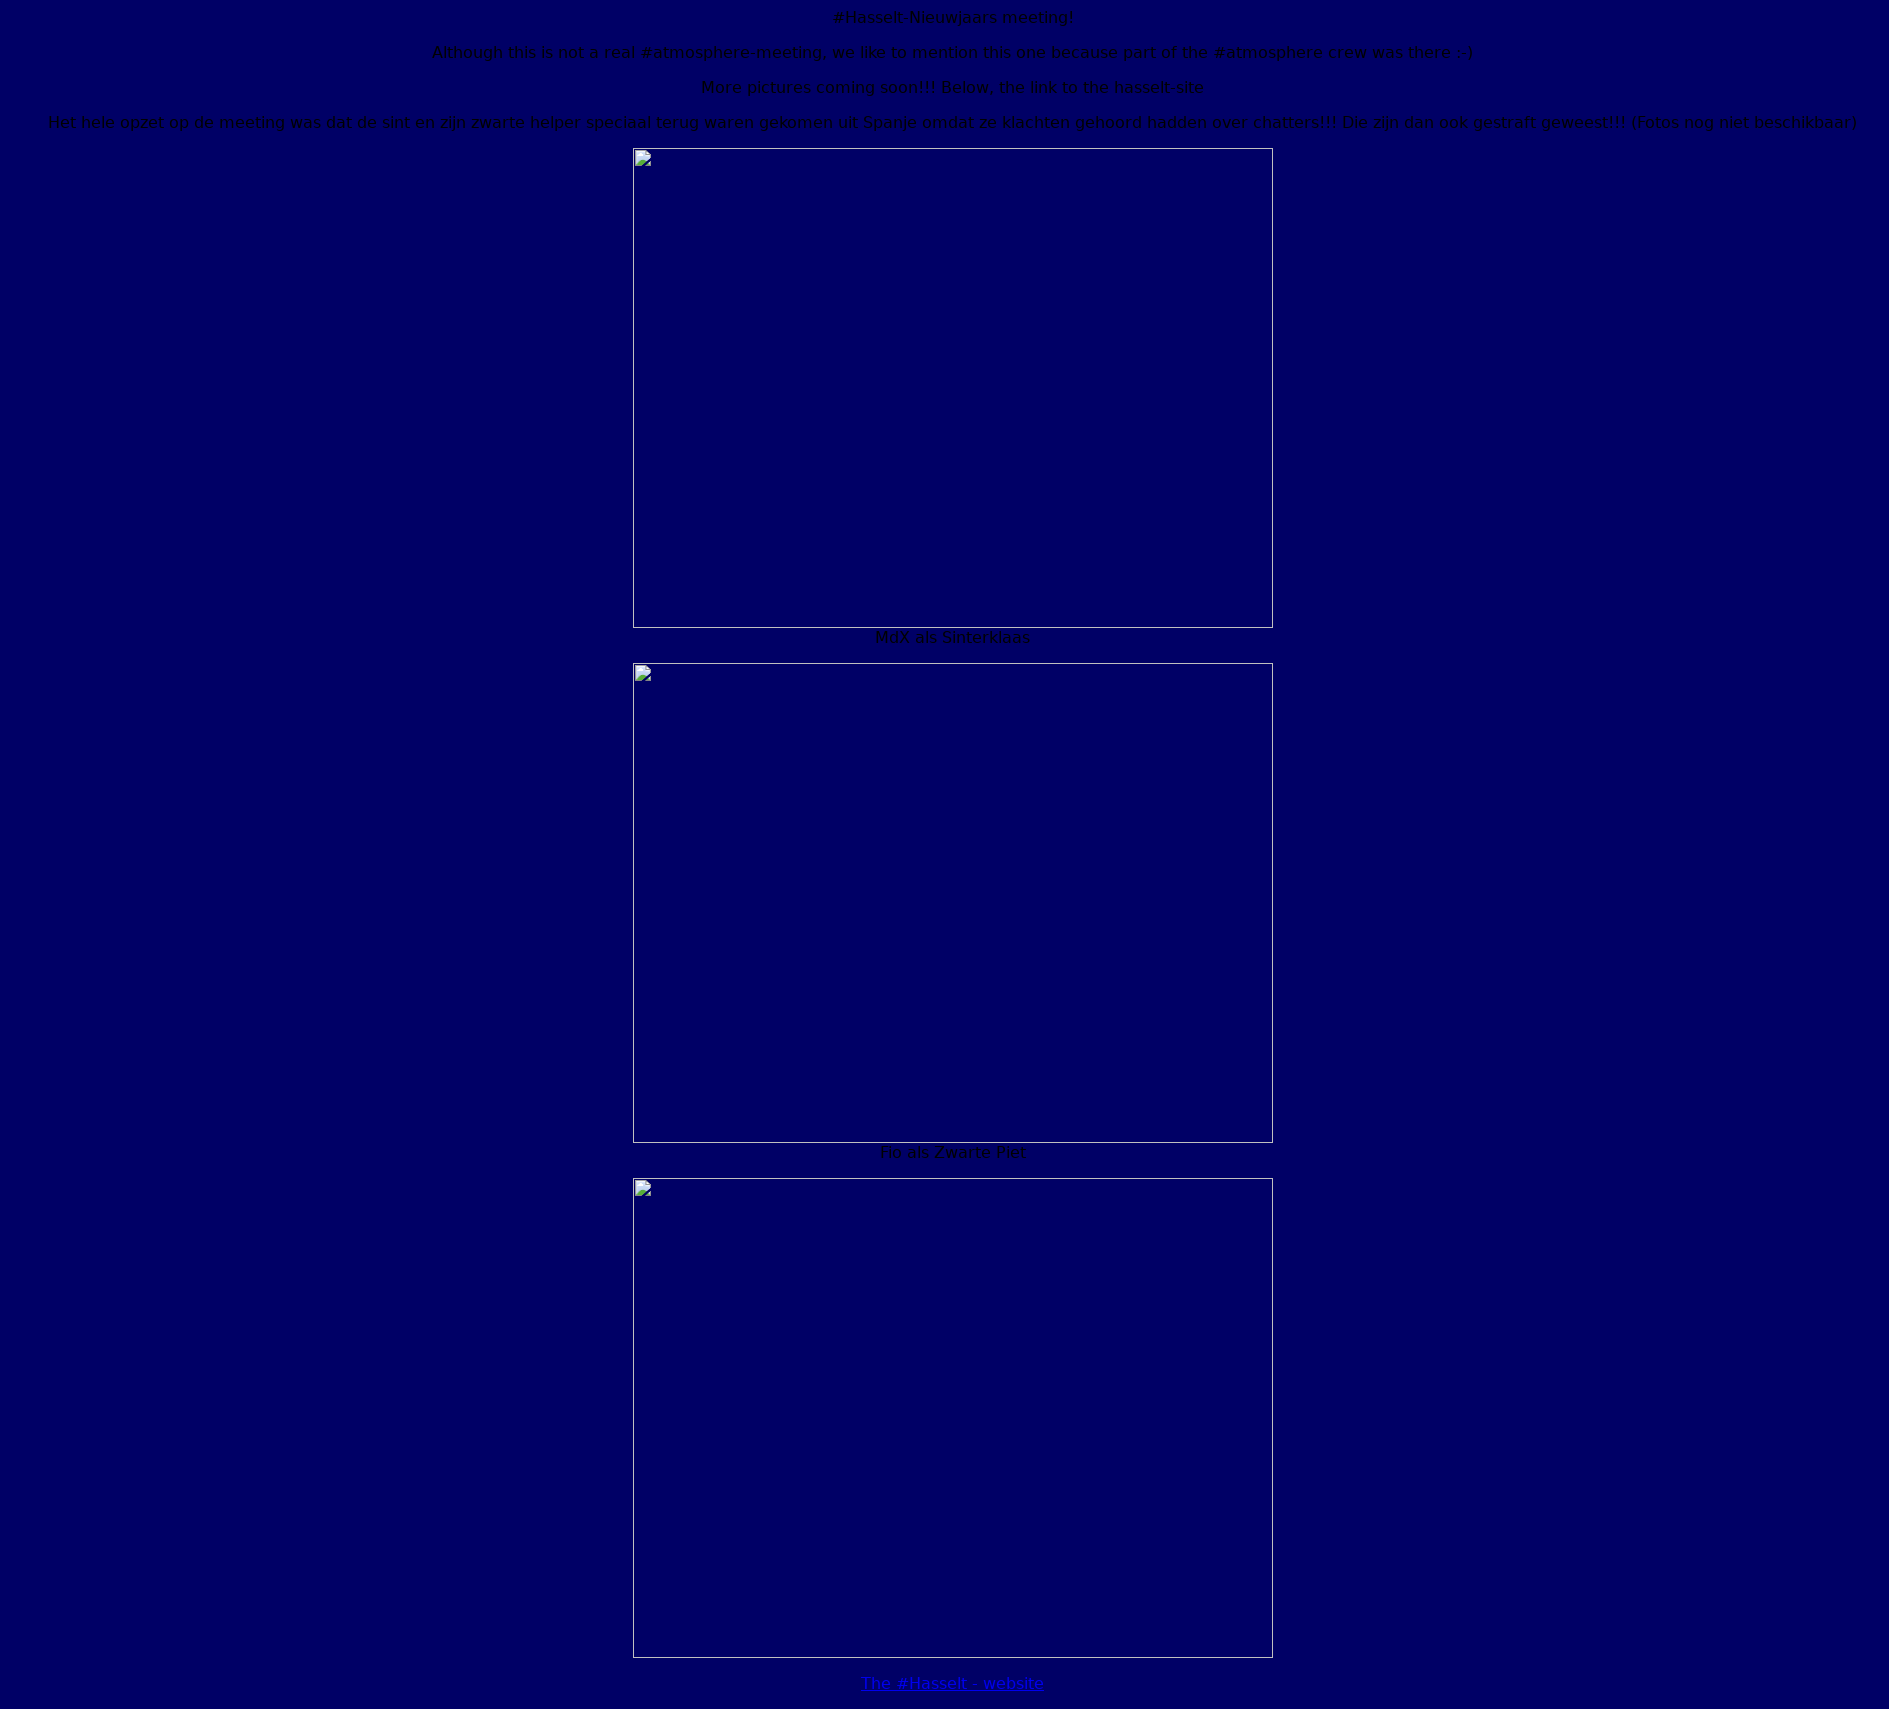 #Hasselt-Nieuwjaars meeting!
Although this is not a real #atmosphere-meeting, we like to mention this one because part of the #atmosphere crew was there :-)
More pictures coming soon!!! Below, the link to the hasselt-site
Het hele opzet op de meeting was dat de sint en zijn zwarte helper speciaal terug waren gekomen uit Spanje omdat ze klachten gehoord hadden over chatters!!! Die zijn dan ook gestraft geweest!!! (Fotos nog niet beschikbaar)
MdX als Sinterklaas
als Zwarte Piet
The #Hasselt - website